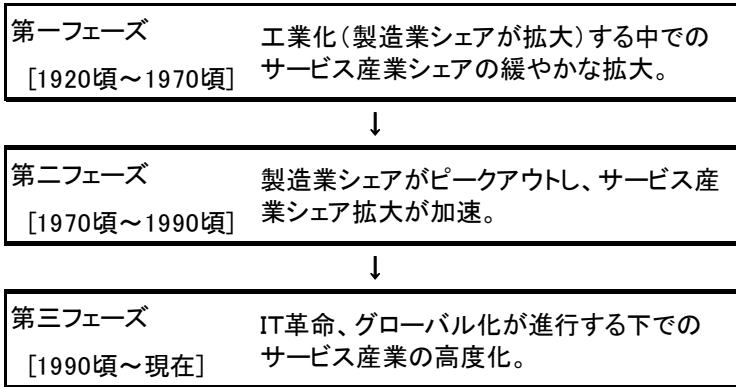 第一フェーズ
[1920頃～1970頃]
工業化（製造業シェアが拡大）する中での
サービス産業シェアの緩やかな拡大。
↓
第二フェーズ
[1970頃～1990頃]
製造業シェアがピークアウトし、サービス産
業シェア拡大が加速。
↓
第三フェーズ
[1990頃～現在]
IT革命、グローバル化が進行する下での
サービス産業の高度化。